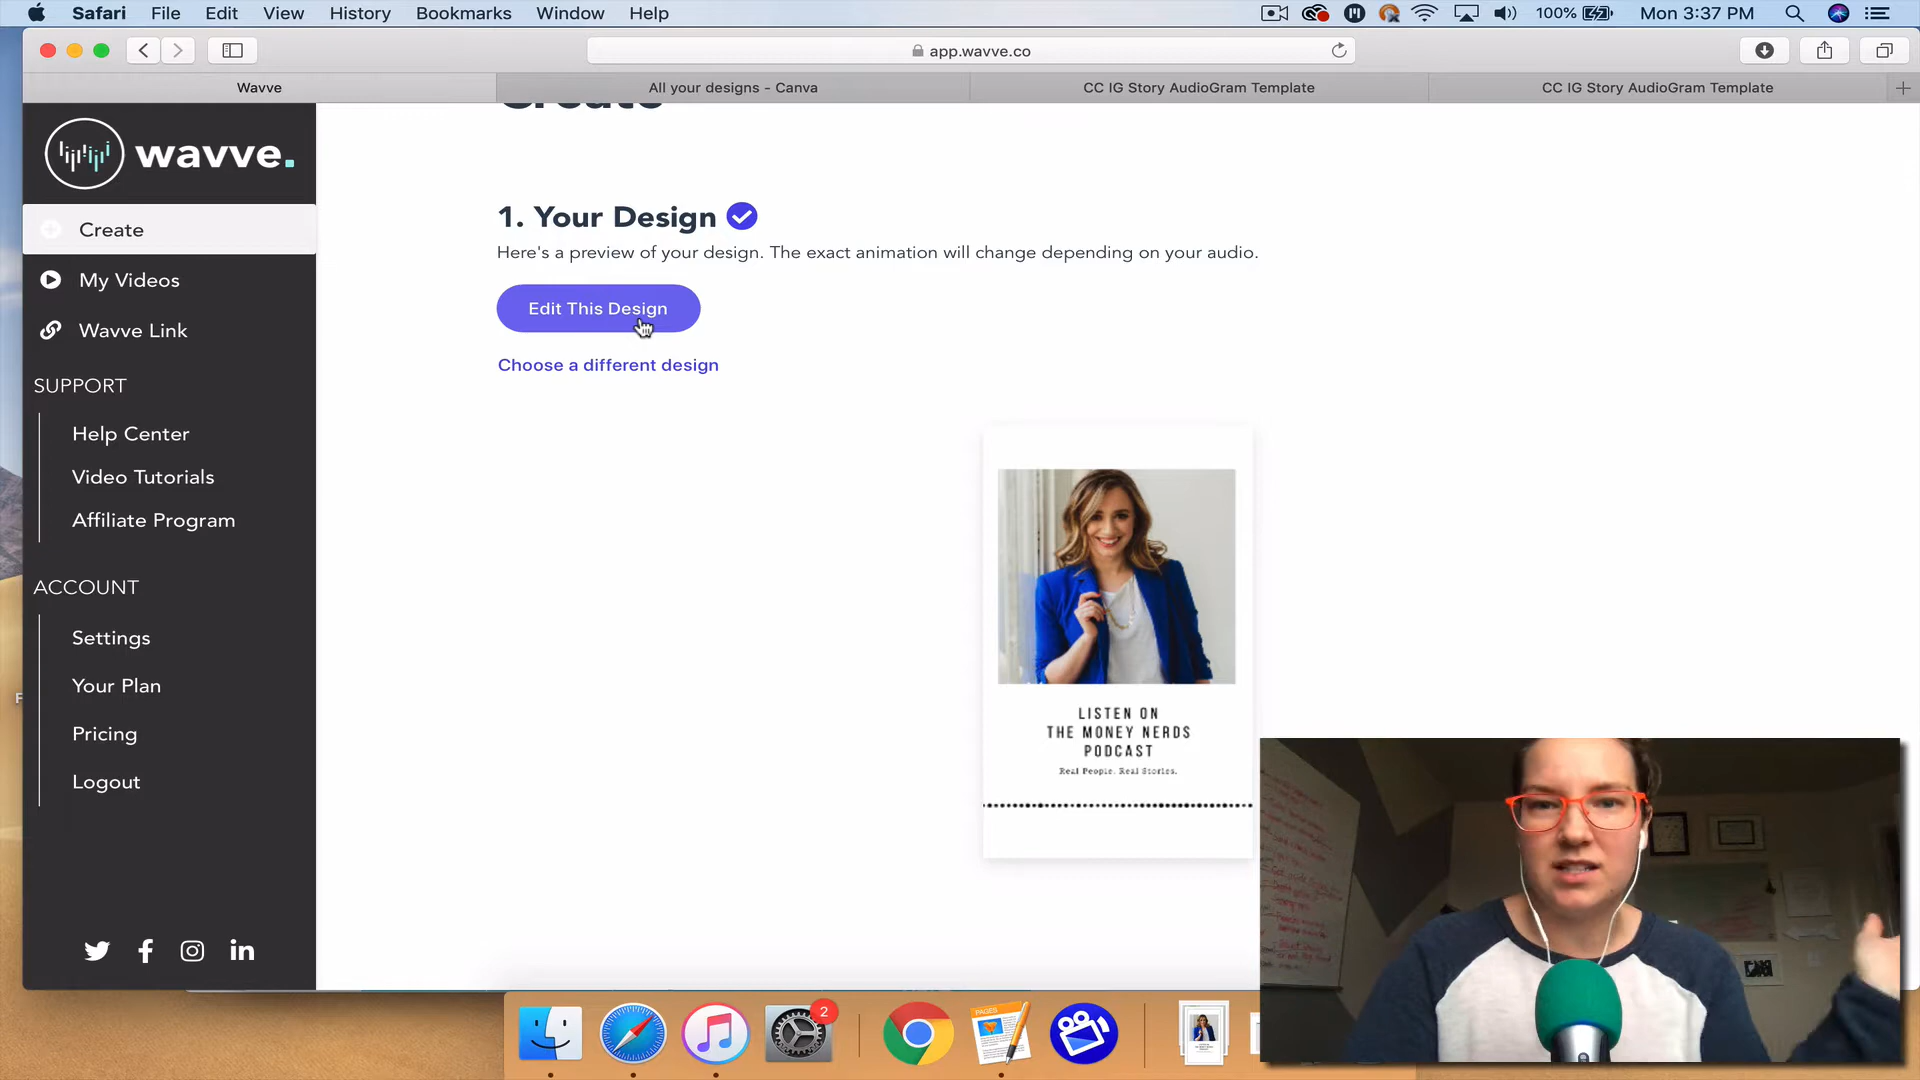 Safari File Edit View History Bookmarks Window Help 100% Mon 3:37 PM
app.wavve.co
Wavve All your designs - Canva CC IG Story AudioGram Template CC IG Story AudioGram Template
wavve.
Create
My Videos
Wavve Link
SUPPORT
Help Center
Video Tutorials
Affiliate Program
ACCOUNT
Settings
Your Plan
Pricing
Logout
Create
1. Your Design
Here's a preview of your design. The exact animation will change depending on your audio.
Edit This Design
Choose a different design
LISTEN ON
THE MONEY NERDS
PODCAST
Real People. Real Stories.
2
PAGES